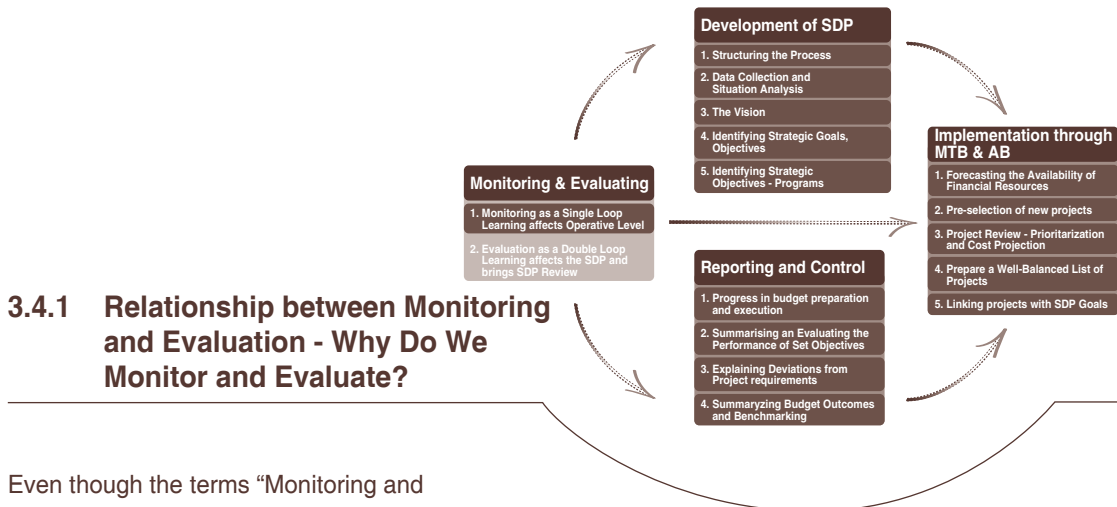 Development of SDP
1. Structuring the Process
2. Data Collection and
Situation Analysis
3. The Vision
4. Identifying Strategic Goals,
Objectives
5. Identifying Strategic
Objectives - Programs
Monitoring & Evaluating
1. Monitoring as a Single Loop
Learning affects Operative Level
2. Evaluation as a Double Loop
Learning affects the SDP and
brings SDP Review
Implementation through
MTB & AB
1. Forecasting the Availability of
Financial Resources
2. Pre-selection of new projects
3. Project Review - Prioritarization
and Cost Projection
4. Prepare a Well-Balanced List of
Projects
5. Linking projects with SDP Goals
Reporting and Control
1. Progress in budget preparation
and execution
2. Summarising an Evaluating the
Performance of Set Objectives
3. Explaining Deviations from
Project requirements
4. Summaryzing Budget Outcomes
and Benchmarking
3.4.1 Relationship between Monitoring
and Evaluation - Why Do We
Monitor and Evaluate?
Even though the terms “Monitoring and